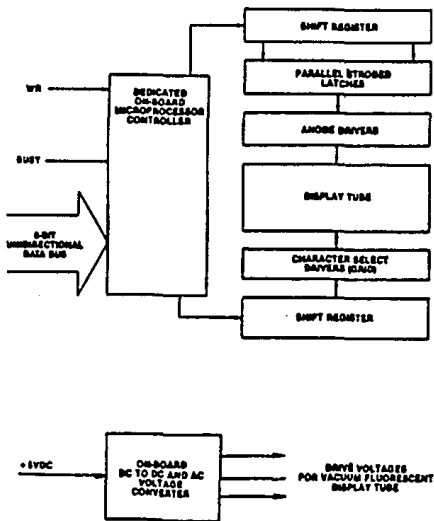 SHIFT REGISTER
PARALLEL STROBED
LATCHES
DEDICATED
ON-BOARD
MICROPROCESSOR
CONTROLLER
WR
ANODE DRIVERS
BUSY
DISPLAY TUBE
8-BIT
UNIDIRECTIONAL
DATA BUS
CHARACTER SELECT
DRIVERS (GRID)
SHIFT REGISTER
+5VDC
ON-BOARD
DC TO DC AND AC
VOLTAGE
CONVERTER
DRIVE VOLTAGES
FOR VACUUM FLUORESCENT
DISPLAY TUBE